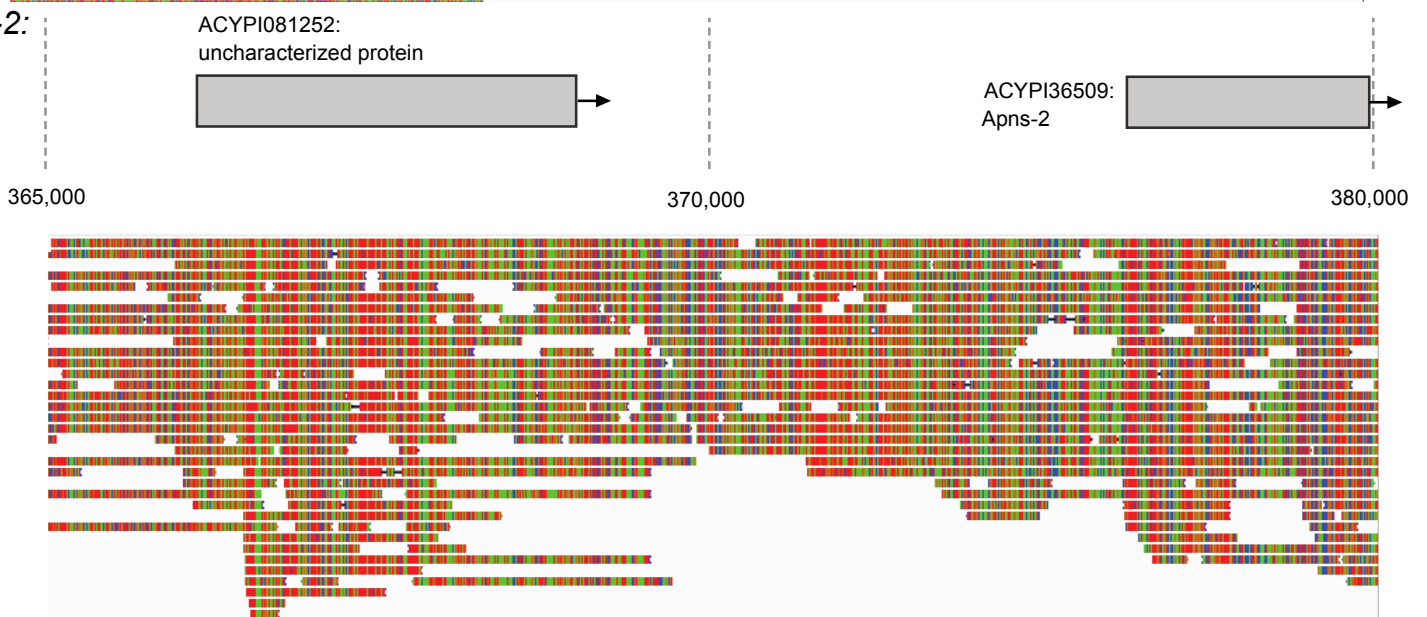 -2:
ACYPI081252:
uncharacterized protein
ACYPI36509:
Apns-2
365,000
370,000
380,000